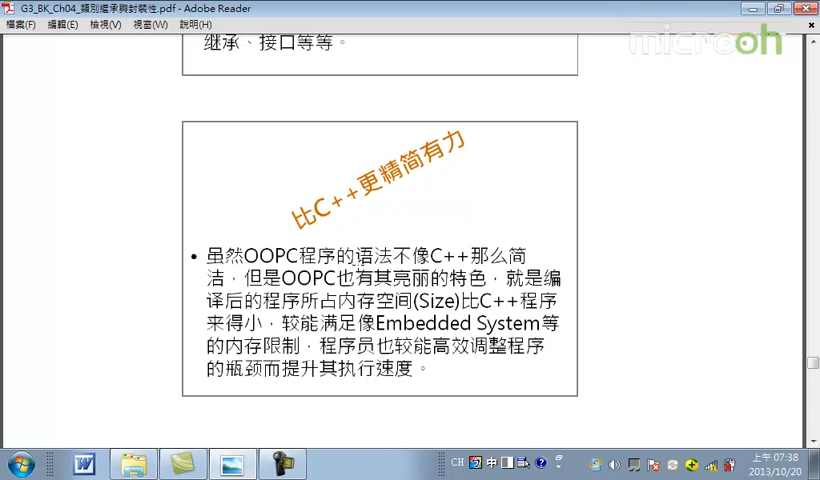 G3_BK_Ch04_類別繼承與封裝性.pdf - Adobe Reader
檔案(F) 編輯(E) 檢視(V) 視窗(W) 說明(H)
microoh
继承、接口等等。
比C++更精简有力
• 虽然OOPC程序的语法不像C++那么简
洁，但是OOPC也有其亮丽的特色，就是编
译后的程序所占内存空间(Size)比C++程序
来得小，较能满足像Embedded System等
的内存限制，程序员也较能高效调整程序
的瓶颈而提升其执行速度。
CH 中
上午 07:38
2013/10/20